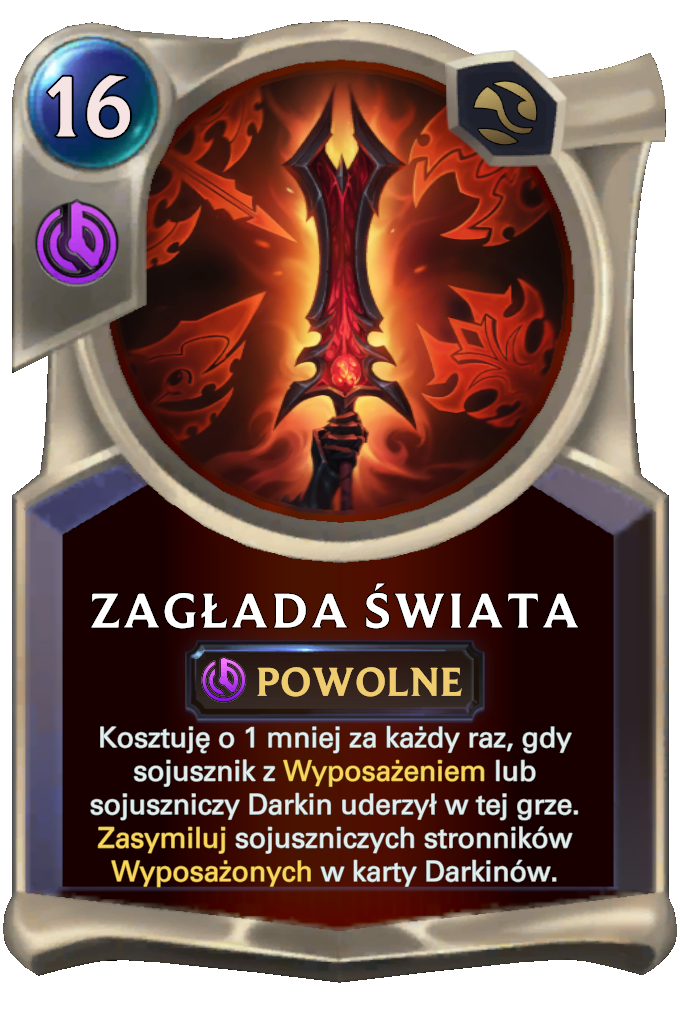 16
ZAGŁADA ŚWIATA
POWOLNE
Kosztuję o 1 mniej za każdy raz, gdy
sojusznik z Wyposażeniem lub
sojuszniczy Darkin uderzył w tej grze.
Zasymiluj sojuszniczych stronników
Wyposażonych w karty Darkinów.